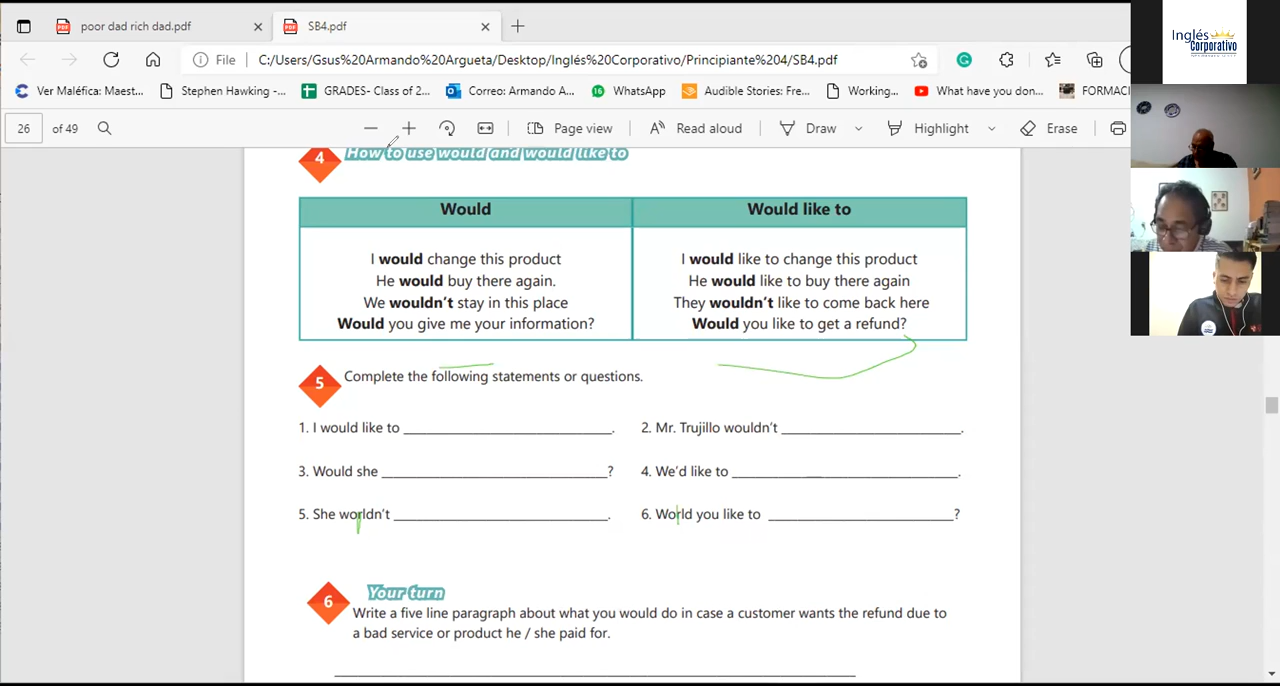 poor dad rich dad.pdf
SB4.pdf
File C:/Users/Gsus%20Armando%20Argueta/Desktop/Inglés%20Corporativo/Principiante%204/SB4.pdf
Ver Maléfica: Maest... Stephen Hawking -... GRADES- Class of 2... Correo: Armando A... WhatsApp Audible Stories: Fre... Working... What have you don... FORMACI
26 of 49 Page view Read aloud Draw Highlight Erase
Inglés
Corporativo
4 How to use would and would like to
Would Would like to
I would change this product I would like to change this product
He would buy there again. He would like to buy there again
We wouldn't stay in this place They wouldn't like to come back here
Would you give me your information? Would you like to get a refund?
5 Complete the following statements or questions.
1. I would like to ____________________________. 2. Mr. Trujillo wouldn't ________________________.
3. Would she ______________________________? 4. We'd like to ______________________________.
5. She worldn't ____________________________. 6. World you like to ________________________?
6 Your turn
Write a five line paragraph about what you would do in case a customer wants the refund due to
a bad service or product he / she paid for.